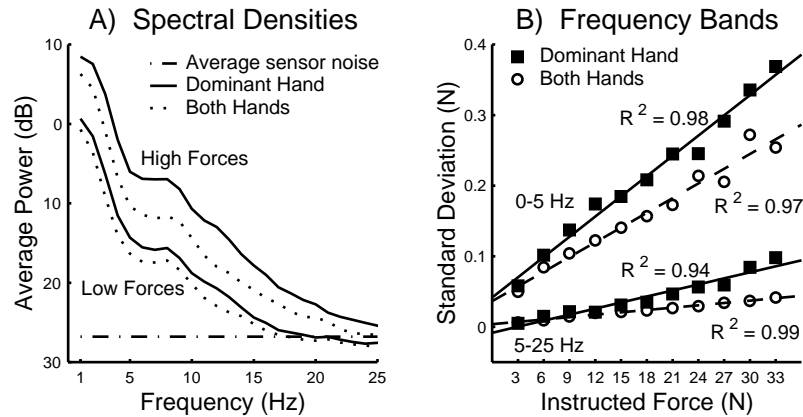 A) Spectral Densities
10
0
10
20
30
Average Power (dB)
Average sensor noise
Dominant Hand
Both Hands
High Forces
Low Forces
1
5
10
15
20
25
Frequency (Hz)
B) Frequency Bands
0.4
0.3
0.2
0.1
0
Standard Deviation (N)
Dominant Hand
Both Hands
R² = 0.98
0-5 Hz
R² = 0.97
R² = 0.94
R² = 0.99
5-25 Hz
3 6 9 12 15 18 21 24 27 30 33
Instructed Force (N)